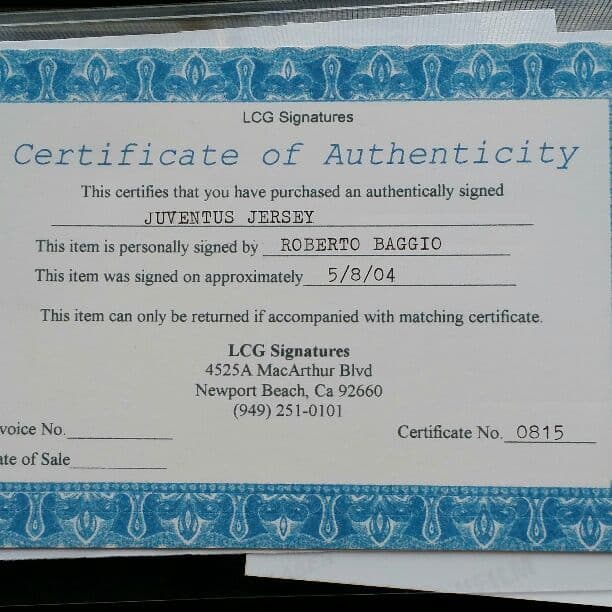 LCG Signatures
Certificate of Authenticity
This certifies that you have purchased an authentically signed
JUVENTUS JERSEY
This item is personally signed by ROBERTO BAGGIO
This item was signed on approximately 5/8/04
This item can only be returned if accompanied with matching certificate.
LCG Signatures
4525A MacArthur Blvd
Newport Beach, Ca 92660
(949) 251-0101
voice No.
Certificate No. 0815
ate of Sale